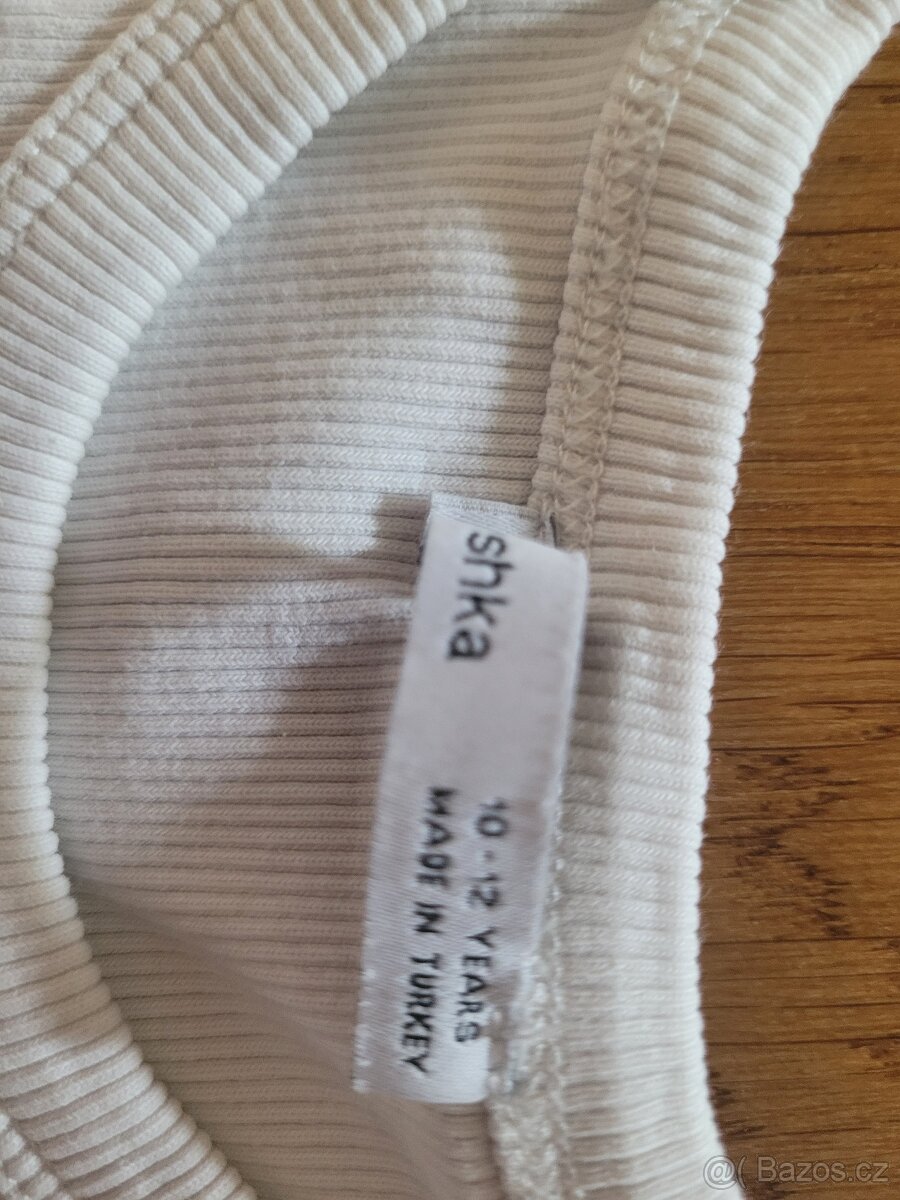 shka
10 - 12 YEARS
MADE IN TURKEY
@( Bazos.cz